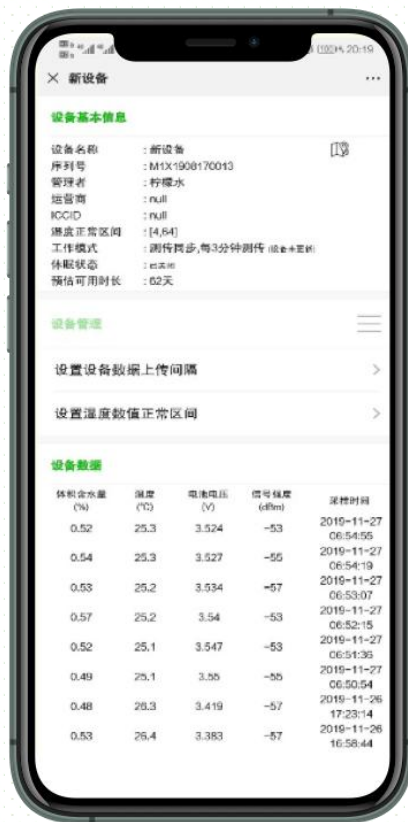 100% 20:19
新设备
设备基本信息
设备名称 : 新设备
序列号 : M1X1908170013
管理者 : 柠檬水
运营商 : null
ICCID : null
温度正常区间 : [4,64]
工作模式 : 测传同步,每3分钟测传 (设备未更新)
休眠状态 : 已关闭
预估可用时长 : 62天
设备管理
设置设备数据上传间隔
设置温度数值正常区间
设备数据
体积含水量 温度 电池电压 信号强度 采样时间
(%) (℃) (V) (dBm)
0.52 25.3 3.524 -53 2019-11-27 06:54:55
0.54 25.3 3.527 -55 2019-11-27 06:54:19
0.53 25.2 3.534 -57 2019-11-27 06:53:07
0.57 25.2 3.54 -53 2019-11-27 06:52:15
0.52 25.1 3.547 -53 2019-11-27 06:51:36
0.49 25.1 3.55 -55 2019-11-27 06:50:54
0.48 26.3 3.419 -57 2019-11-26 17:23:14
0.53 26.4 3.383 -57 2019-11-26 16:58:44